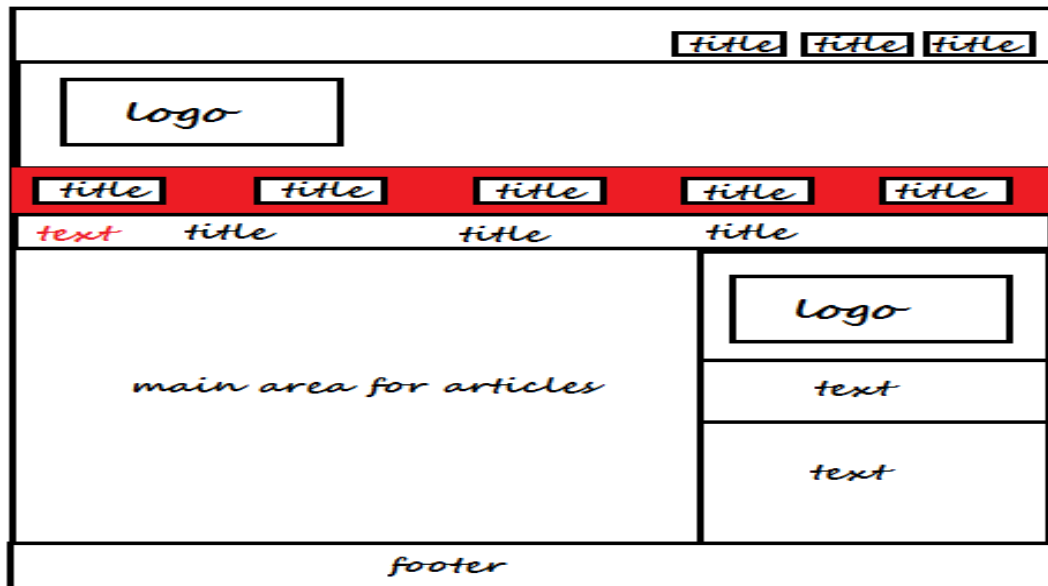 title title title
logo
title title title title title
text title title title
logo
main area for articles
text
text
footer